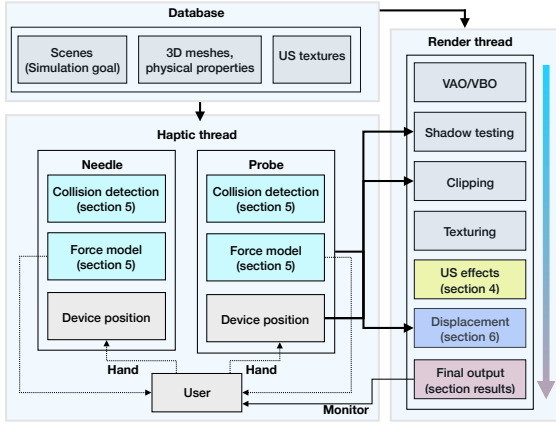 Database
Scenes
(Simulation goal)
3D meshes,
physical properties
US textures
Haptic thread
Needle
Collision detection
(section 5)
Force model
(section 5)
Device position
Probe
Collision detection
(section 5)
Force model
(section 5)
Device position
Hand
Hand
User
Monitor
Render thread
VAO/VBO
Shadow testing
Clipping
Texturing
US effects
(section 4)
Displacement
(section 6)
Final output
(section results)